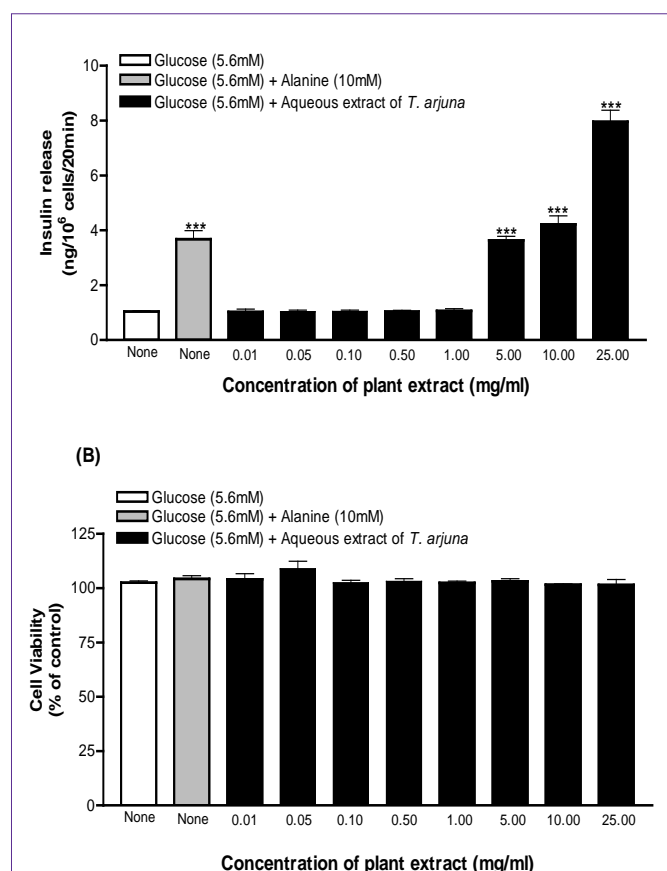 Glucose (5.6mM)
Glucose (5.6mM) + Alanine (10mM)
Glucose (5.6mM) + Aqueous extract of T. arjuna
10
8
6
4
2
0
Insulin release
(ng/10⁶ cells/20min)
***
***
***
***
None None 0.01 0.05 0.10 0.50 1.00 5.00 10.00 25.00
Concentration of plant extract (mg/ml)
(B)
Glucose (5.6mM)
Glucose (5.6mM) + Alanine (10mM)
Glucose (5.6mM) + Aqueous extract of T. arjuna
125
100
75
50
25
0
Cell Viability
(% of control)
None None 0.01 0.05 0.10 0.50 1.00 5.00 10.00 25.00
Concentration of plant extract (mg/ml)